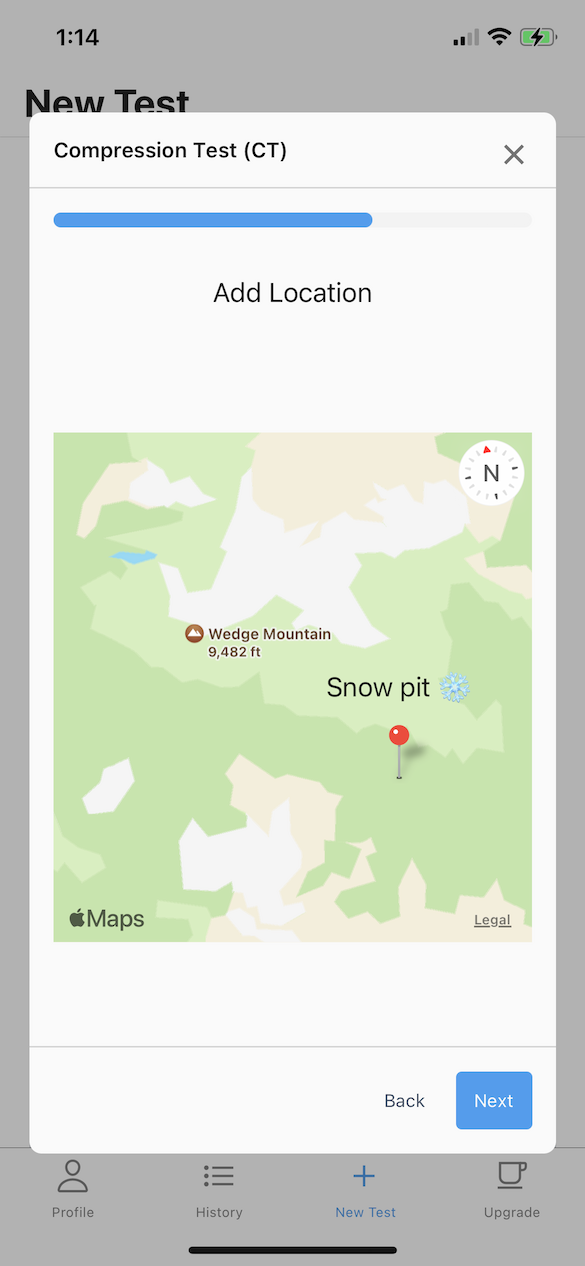 1:14
New Test
Compression Test (CT)
Add Location
N
Wedge Mountain
9,482 ft
Snow pit ❄️
Maps
Legal
Back
Next
Profile
History
New Test
Upgrade